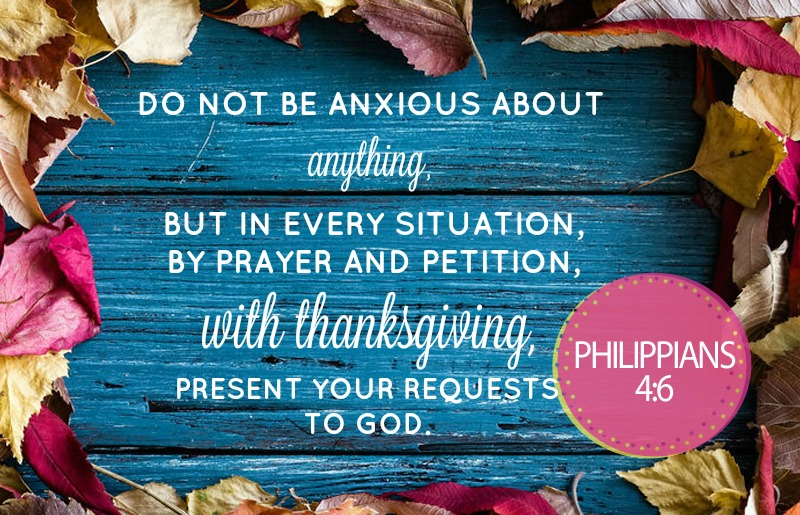 DO NOT BE ANXIOUS ABOUT
anything,
BUT IN EVERY SITUATION,
BY PRAYER AND PETITION,
with thanksgiving,
PRESENT YOUR REQUESTS
TO GOD.
PHILIPPIANS
4:6